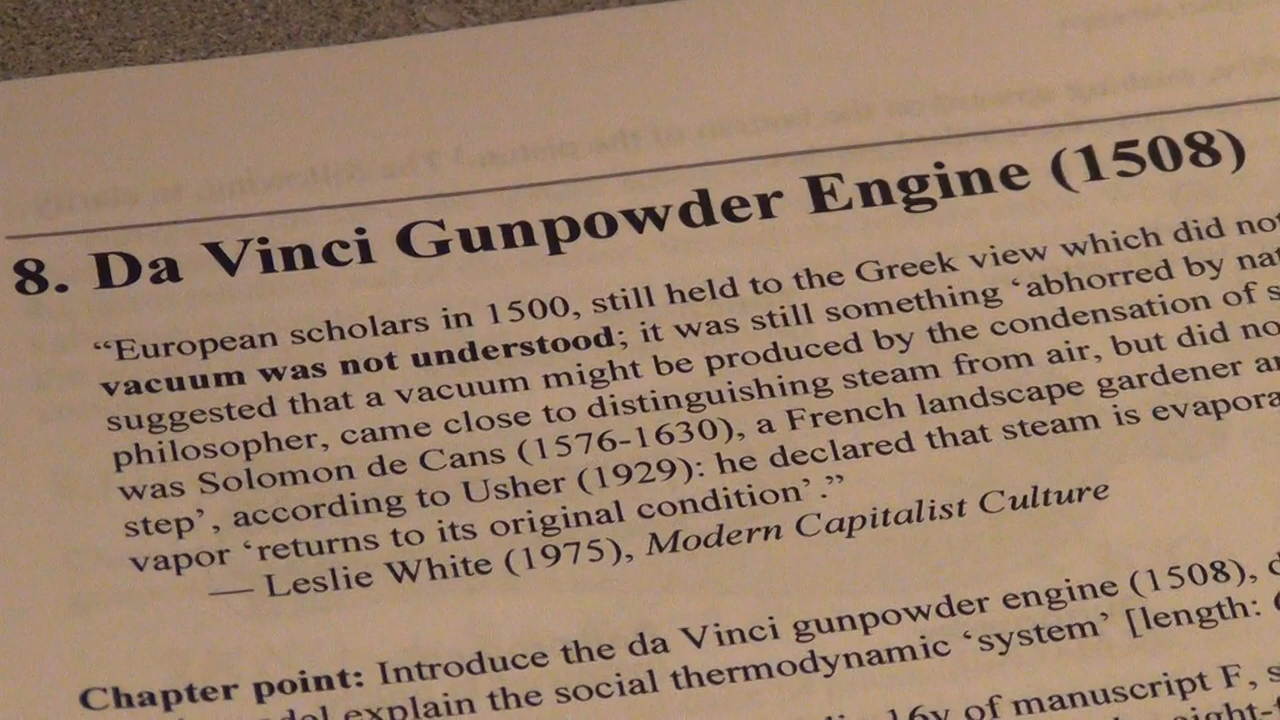 8. Da Vinci Gunpowder Engine (1508)
“European scholars in 1500, still held to the Greek view which did
vacuum was not understood; it was still something ‘abhorred by
suggested that a vacuum might be produced by the condensation of
philosopher, came close to distinguishing steam from air, but did
was Solomon de Cans (1576-1630), a French landscape gardener
step’, according to Usher (1929): he declared that steam is
vapor ‘returns to its original condition’.”
— Leslie White (1975), Modern Capitalist Culture
Chapter point: Introduce the da Vinci gunpowder engine (1508),
explain the social thermodynamic ‘system’ [length:
16v of manuscript F,